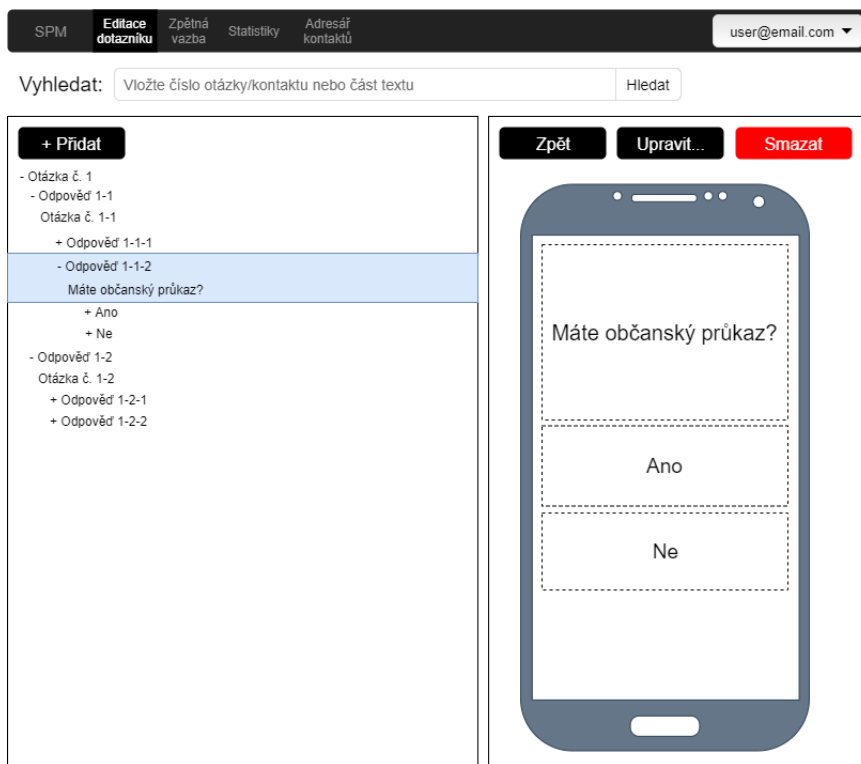 SPM
Editace
dotazníku
Zpětná
vazba
Statistiky
Adresář
kontaktů
user@email.com
Vyhledat:
Vložte číslo otázky/kontaktu nebo část textu
Hledat
+ Přidat
- Otázka č. 1
- Odpověď 1-1
Otázka č. 1-1
+ Odpověď 1-1-1
- Odpověď 1-1-2
Máte občanský průkaz?
+ Ano
+ Ne
- Odpověď 1-2
Otázka č. 1-2
+ Odpověď 1-2-1
+ Odpověď 1-2-2
Zpět
Upravit...
Smazat
Máte občanský průkaz?
Ano
Ne